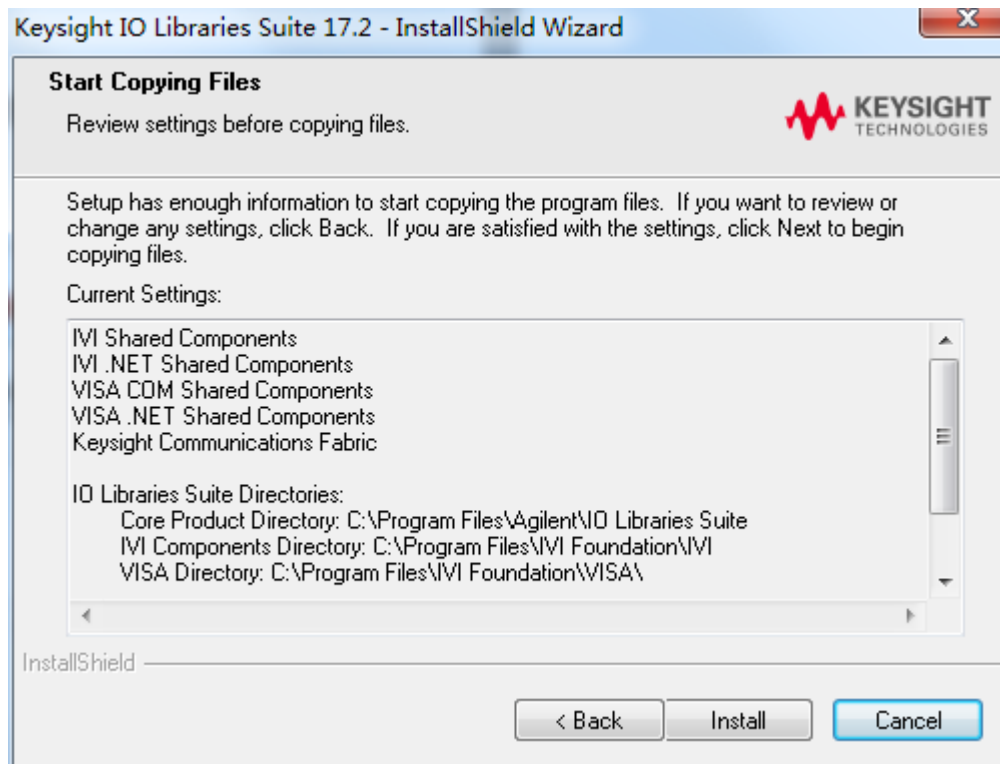 Keysight IO Libraries Suite 17.2 - InstallShield Wizard
Start Copying Files
Review settings before copying files.
KEYSIGHT
TECHNOLOGIES
Setup has enough information to start copying the program files.  If you want to review or
change any settings, click Back.  If you are satisfied with the settings, click Next to begin
copying files.
Current Settings:
IVI Shared Components
IVI .NET Shared Components
VISA COM Shared Components
VISA .NET Shared Components
Keysight Communications Fabric
IO Libraries Suite Directories:
Core Product Directory: C:\Program Files\Agilent\IO Libraries Suite
IVI Components Directory: C:\Program Files\IVI Foundation\IVI
VISA Directory: C:\Program Files\IVI Foundation\VISA\
InstallShield
< Back
Install
Cancel